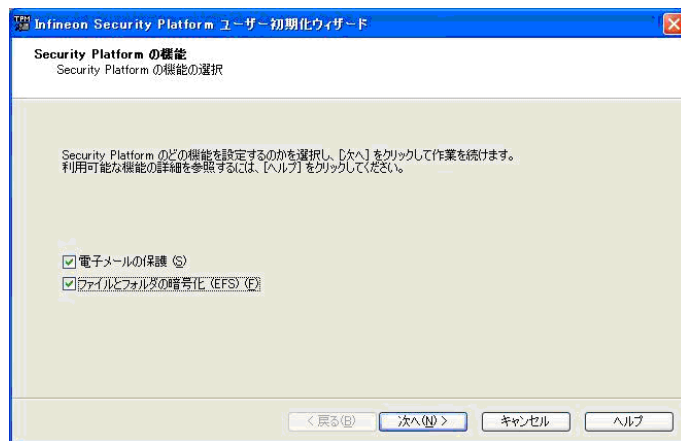 Infineon Security Platform ユーザー初期化ウィザード
Security Platform の機能
Security Platform の機能の選択
Security Platform のどの機能を設定するのかを選択し、[次へ] をクリックして作業を続けます。
利用可能な機能の詳細を参照するには、[ヘルプ] をクリックしてください。
電子メールの保護 (S)
ファイルとフォルダの暗号化 (EFS) (F)
< 戻る(B) 次へ(N) > キャンセル ヘルプ